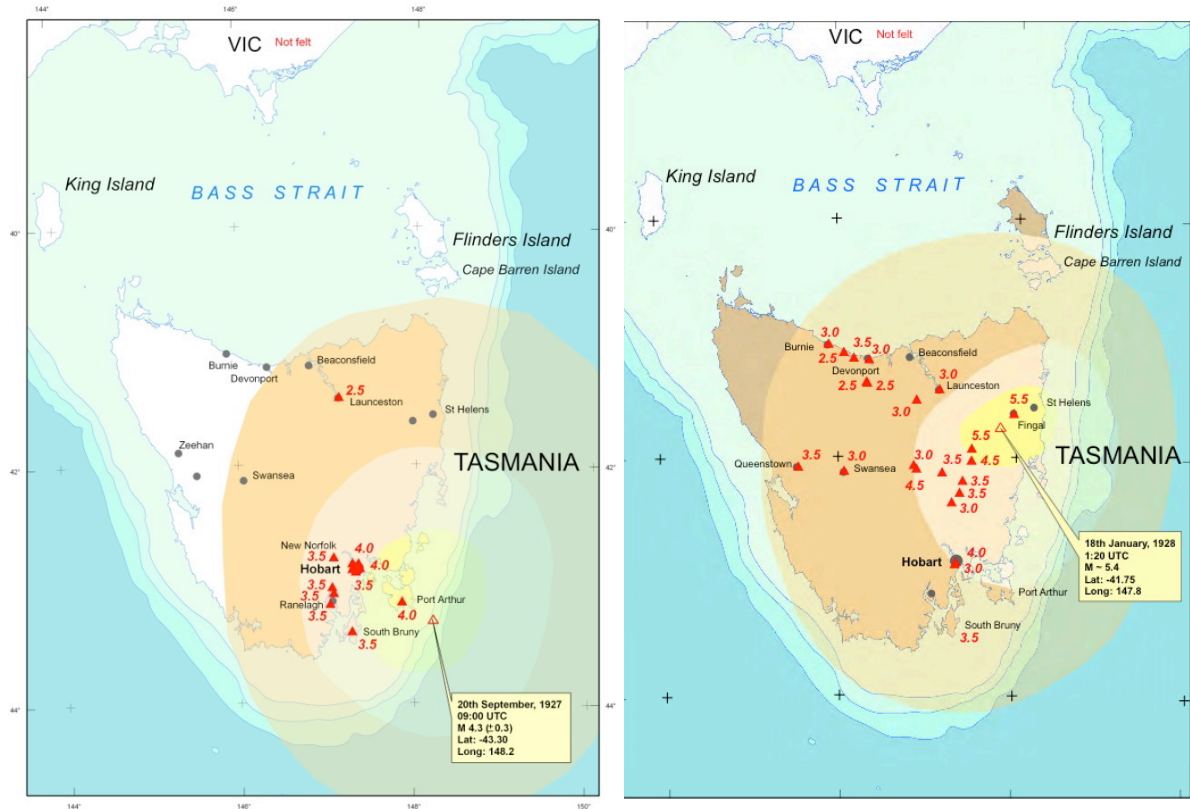 144°
146°
148°
VIC Not felt
King Island
BASS STRAIT
40°
Flinders Island
Cape Barren Island
Burnie
Devonport
Beaconsfield
2.5
Launceston
St Helens
Zeehan
42°
Swansea
TASMANIA
New Norfolk
3.5
4.0
Hobart
4.0
3.5
3.5
3.5
Ranelagh
3.5
Port Arthur
4.0
South Bruny
3.5
20th September, 1927
09:00 UTC
M 4.3 (±0.3)
Lat: -43.30
Long: 148.2
44°
144°
146°
148°
150°
VIC Not felt
King Island
BASS STRAIT
40°
Flinders Island
Cape Barren Island
3.0
Burnie
3.5
2.5
3.0
Devonport
Beaconsfield
2.5
2.5
3.0
Launceston
3.0
5.5
St Helens
Fingal
5.5
4.5
TASMANIA
42°
Queenstown
3.5
3.0
Swansea
3.0
4.5
3.5
3.5
3.5
3.0
Hobart
4.0
3.0
Port Arthur
South Bruny
3.5
18th January, 1928
1:20 UTC
M ~ 5.4
Lat: -41.75
Long: 147.8
44°